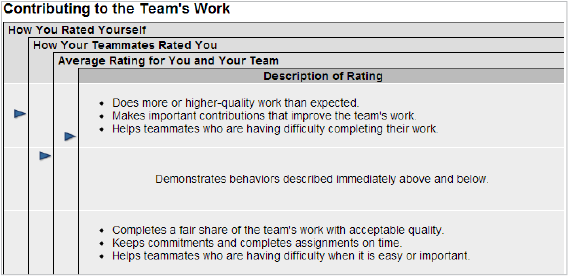 Contributing to the Team's Work
How You Rated Yourself
How Your Teammates Rated You
Average Rating for You and Your Team
Description of Rating
• Does more or higher-quality work than expected.
• Makes important contributions that improve the team's work.
• Helps teammates who are having difficulty completing their work.
Demonstrates behaviors described immediately above and below.
• Completes a fair share of the team's work with acceptable quality.
• Keeps commitments and completes assignments on time.
• Helps teammates who are having difficulty when it is easy or important.